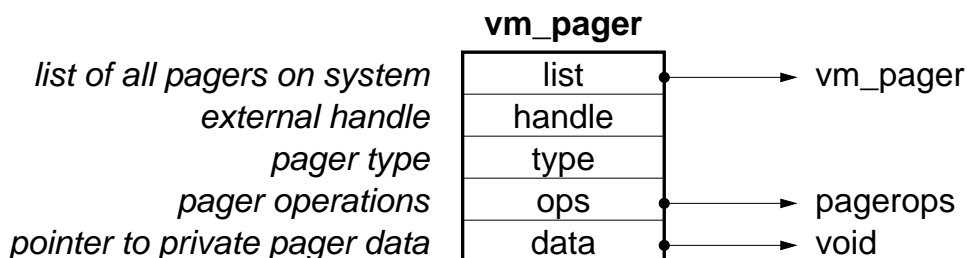 vm_pager
list of all pagers on system list vm_pager
external handle handle
pager type type
pager operations ops pagerops
pointer to private pager data data void